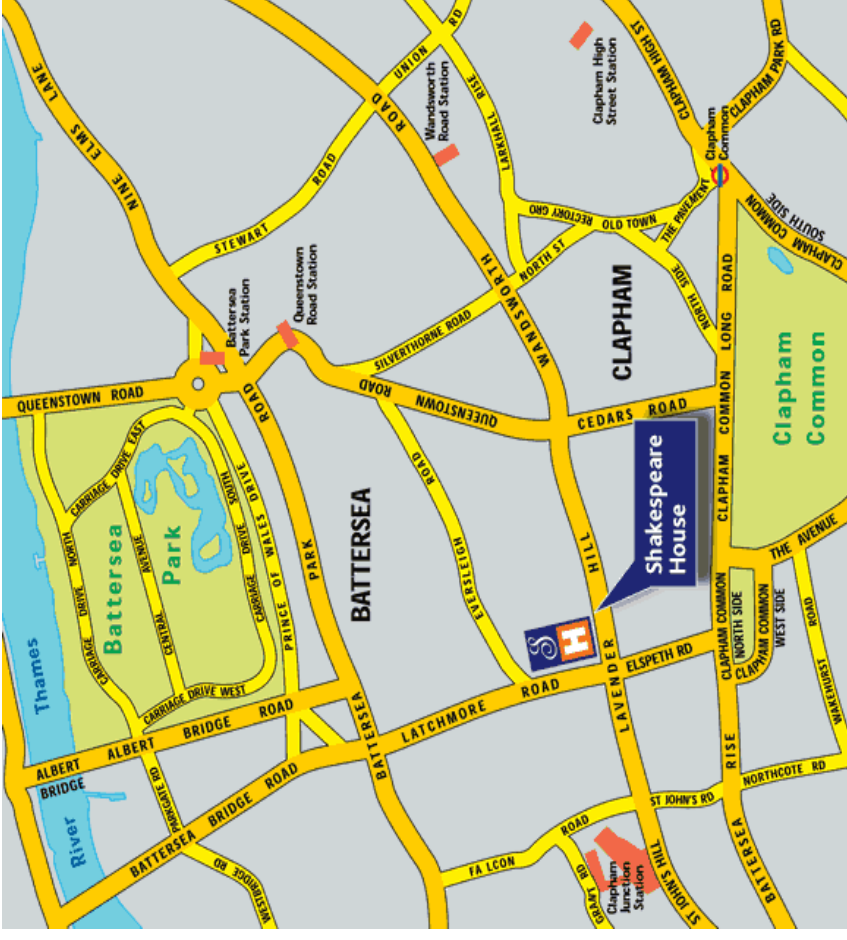 NINE ELMS LANE
UNION RD
Wandsworth
Road Station
LARKHALL RISE
Clapham High
Street Station
CLAPHAM HIGH ST
CLAPHAM PARK RD
STEWART ROAD
WANDSWORTH ROAD
Clapham
Common
THE PAVEMENT
RECTORY GRO
OLD TOWN
NORTH ST
NORTH SIDE
CLAPHAM COMMON
SOUTH SIDE
Battersea
Park Station
Queenstown
Road Station
SILVERTHORNE ROAD
CLAPHAM
QUEENSTOWN ROAD
QUEENSTOWN ROAD
CEDARS ROAD
CLAPHAM COMMON LONG ROAD
Clapham
Common
CARRIAGE DRIVE EAST
CARRIAGE DRIVE NORTH
Battersea
Park
CENTRAL AVENUE
CARRIAGE DRIVE SOUTH
PRINCE OF WALES DRIVE
CARRIAGE DRIVE WEST
BATTERSEA PARK ROAD
BATTERSEA
EVERSLEIGH ROAD
LAVENDER HILL
Shakespeare
House
S
H
THE AVENUE
CLAPHAM COMMON
NORTH SIDE
CLAPHAM COMMON
WEST SIDE
ELSPETH RD
LATCHMORE ROAD
River Thames
ALBERT
BRIDGE
ALBERT BRIDGE ROAD
PARKGATE RD
BATTERSEA BRIDGE ROAD
WESTBRIDGE RD
FALCON ROAD
GRANT RD
Clapham
Junction
Station
ST JOHN'S HILL
ST JOHN'S RD
BATTERSEA RISE
NORTHCOTE RD
WAKEHURST ROAD